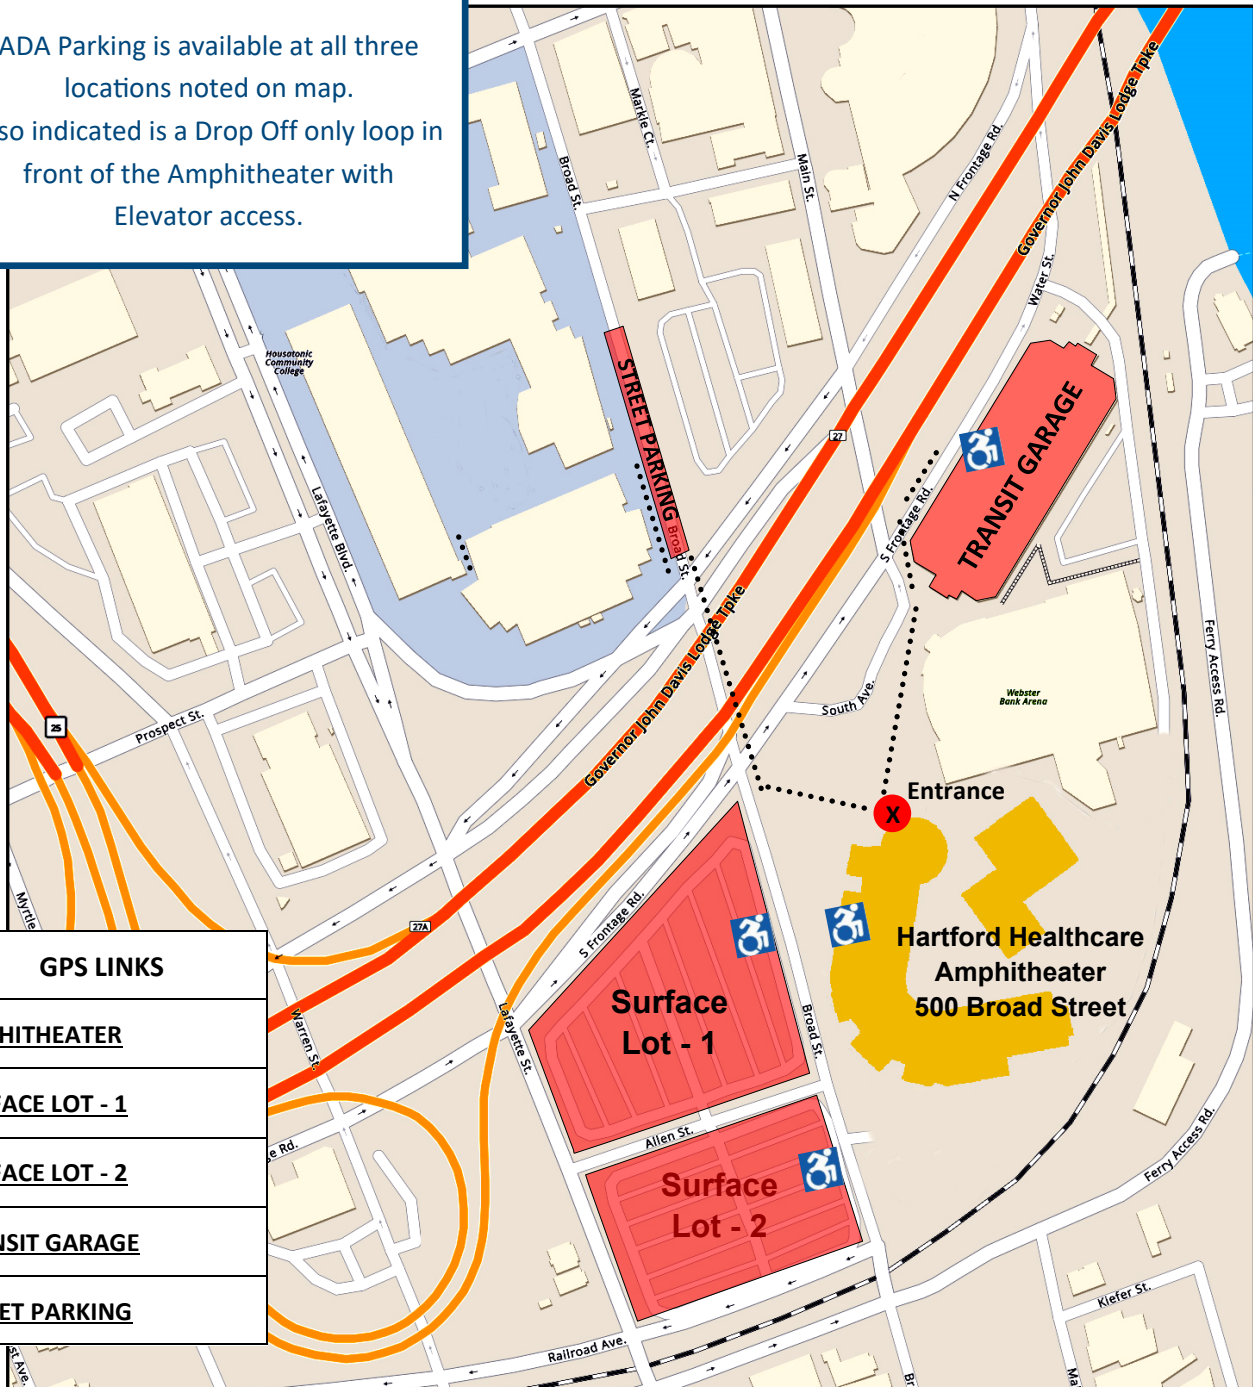 ADA Parking is available at all three
locations noted on map.
so indicated is a Drop Off only loop in
front of the Amphitheater with
Elevator access.
Markle Ct.
Broad St.
Main St.
N Frontage Rd.
Governor John Davis Lodge Tpke
Water St.
Housatonic
Community
College
STREET PARKING
Broad St.
27
TRANSIT GARAGE
S Frontage Rd.
Lafayette Blvd.
Governor John Davis Lodge Tpke
Ferry Access Rd.
South Ave.
Webster
Bank Arena
25
Prospect St.
Entrance
X
Myrtle
27A
S Frontage Rd.
Hartford Healthcare
Amphitheater
500 Broad Street
GPS LINKS
HITHEATER
FACE LOT - 1
FACE LOT - 2
NSIT GARAGE
ET PARKING
Warren St.
Lafayette St.
Surface
Lot - 1
Broad St.
Allen St.
e Rd.
Surface
Lot - 2
Ferry Access Rd.
Kiefer St.
Railroad Ave.
st Ave.
Br
Ma